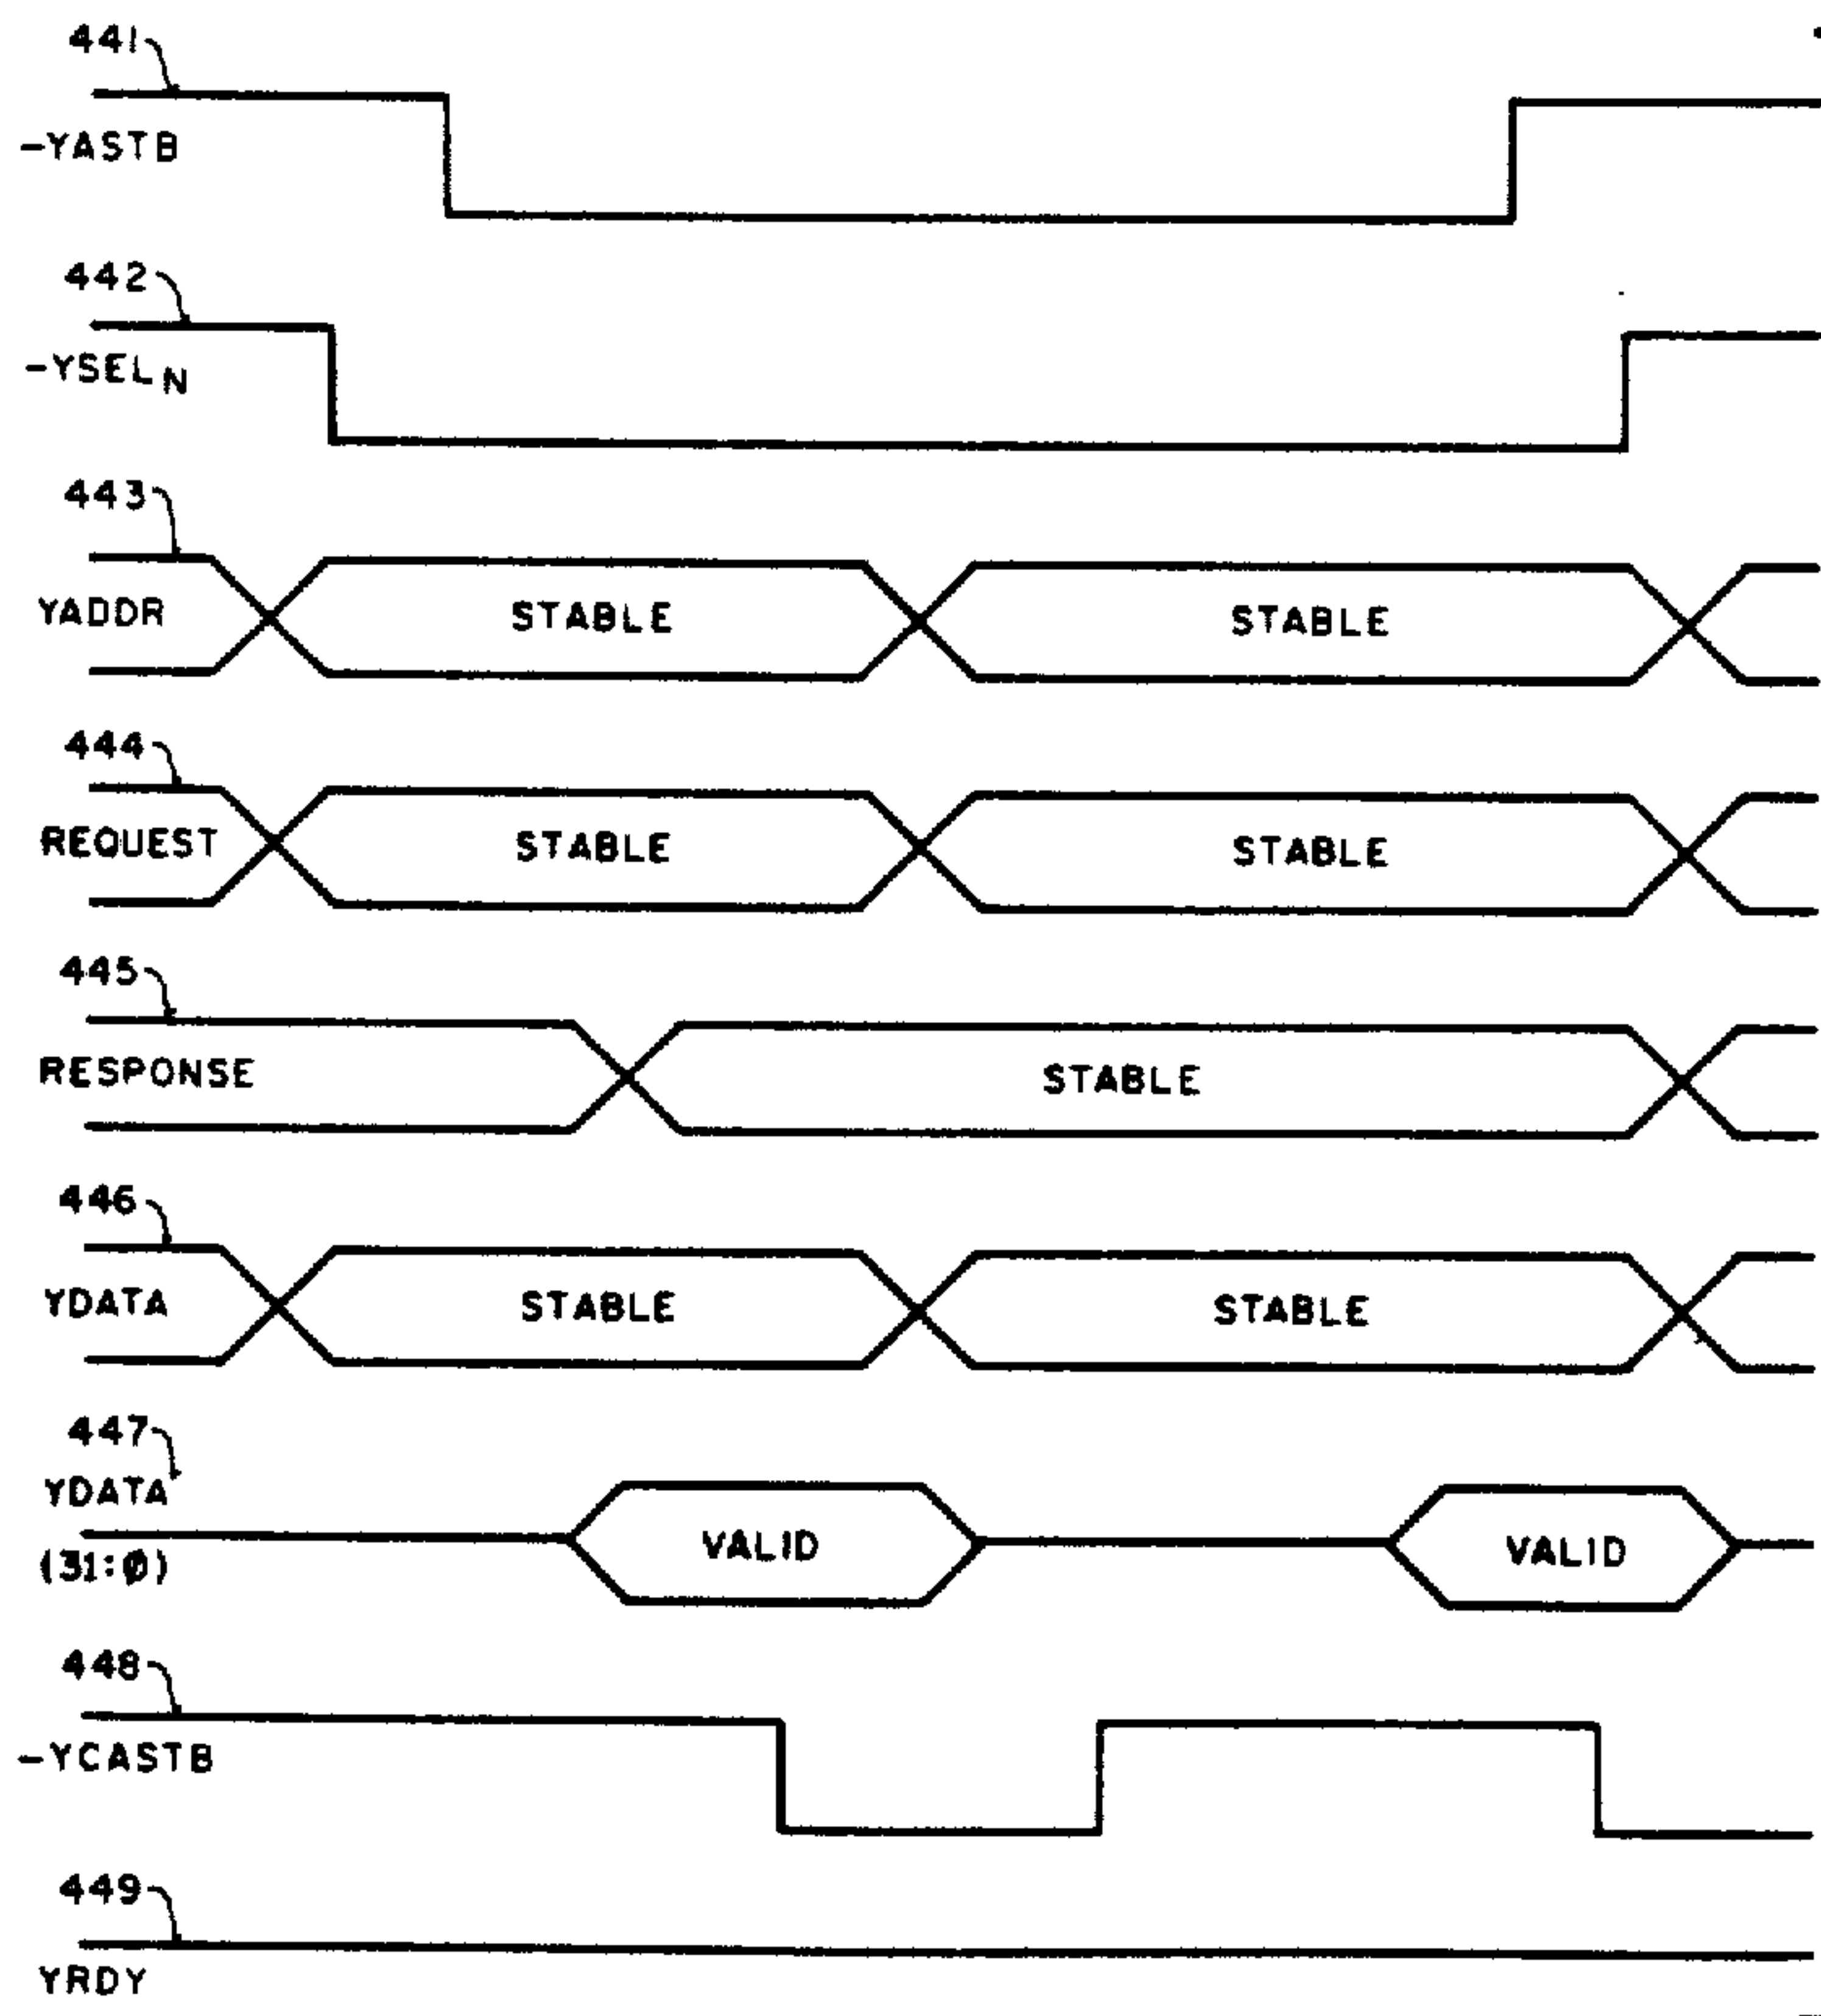 441
-YASTB
442
-YSELN
443
YADDR
STABLE STABLE
444
REQUEST
STABLE STABLE
445
RESPONSE
STABLE
446
YDATA
STABLE STABLE
447
YDATA
(31:0)
VALID VALID
448
-YCASTB
449
YRDY